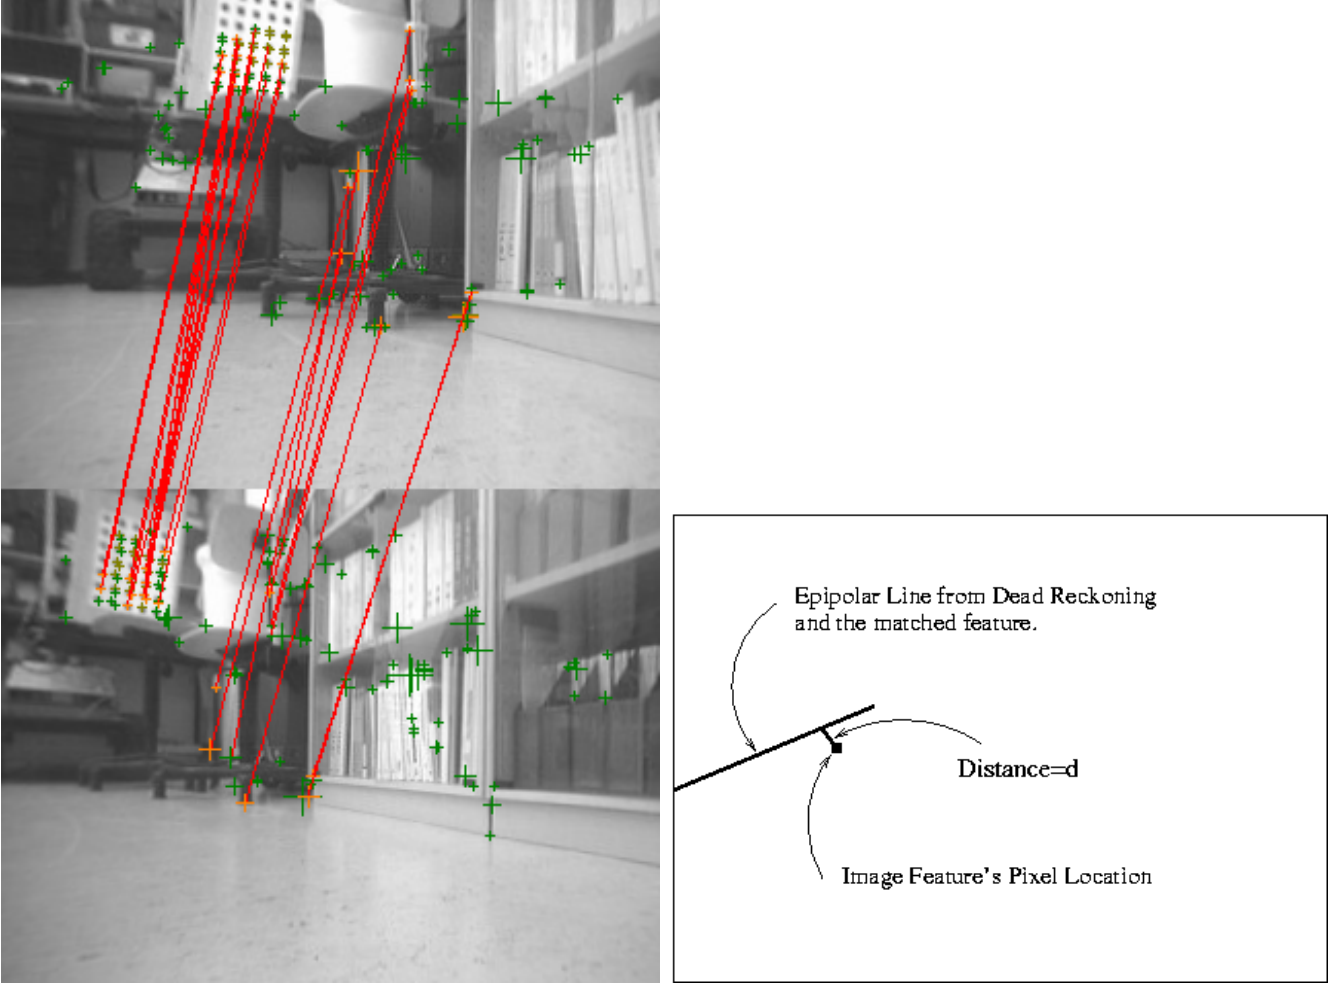 Epipolar Line from Dead Reckoning
and the matched feature.
Distance=d
Image Feature's Pixel Location